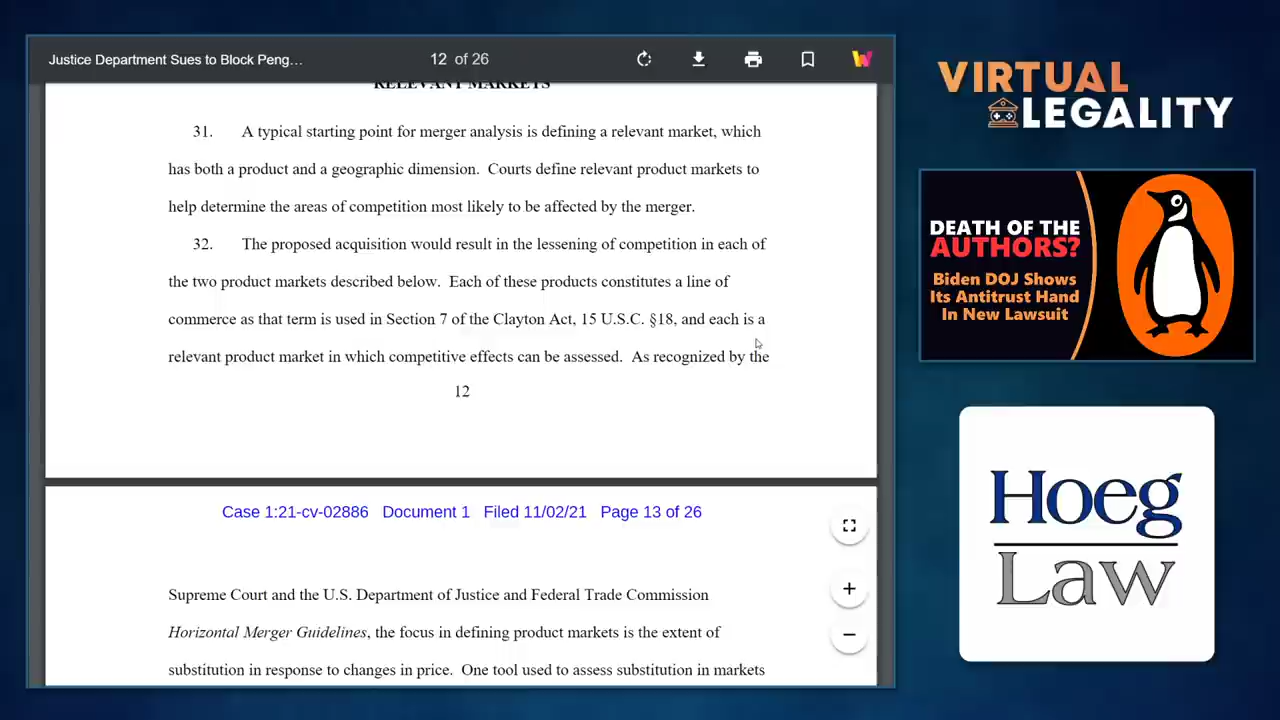 Justice Department Sues to Block Peng...
12 of 26
RELEVANT MARKETS
31. A typical starting point for merger analysis is defining a relevant market, which
has both a product and a geographic dimension. Courts define relevant product markets to
help determine the areas of competition most likely to be affected by the merger.
32. The proposed acquisition would result in the lessening of competition in each of
the two product markets described below. Each of these products constitutes a line of
commerce as that term is used in Section 7 of the Clayton Act, 15 U.S.C. §18, and each is a
relevant product market in which competitive effects can be assessed. As recognized by the
12
Case 1:21-cv-02886 Document 1 Filed 11/02/21 Page 13 of 26
Supreme Court and the U.S. Department of Justice and Federal Trade Commission
Horizontal Merger Guidelines, the focus in defining product markets is the extent of
substitution in response to changes in price. One tool used to assess substitution in markets
VIRTUAL
LEGALITY
DEATH OF THE
AUTHORS?
Biden DOJ Shows
Its Antitrust Hand
In New Lawsuit
Hoeg
Law